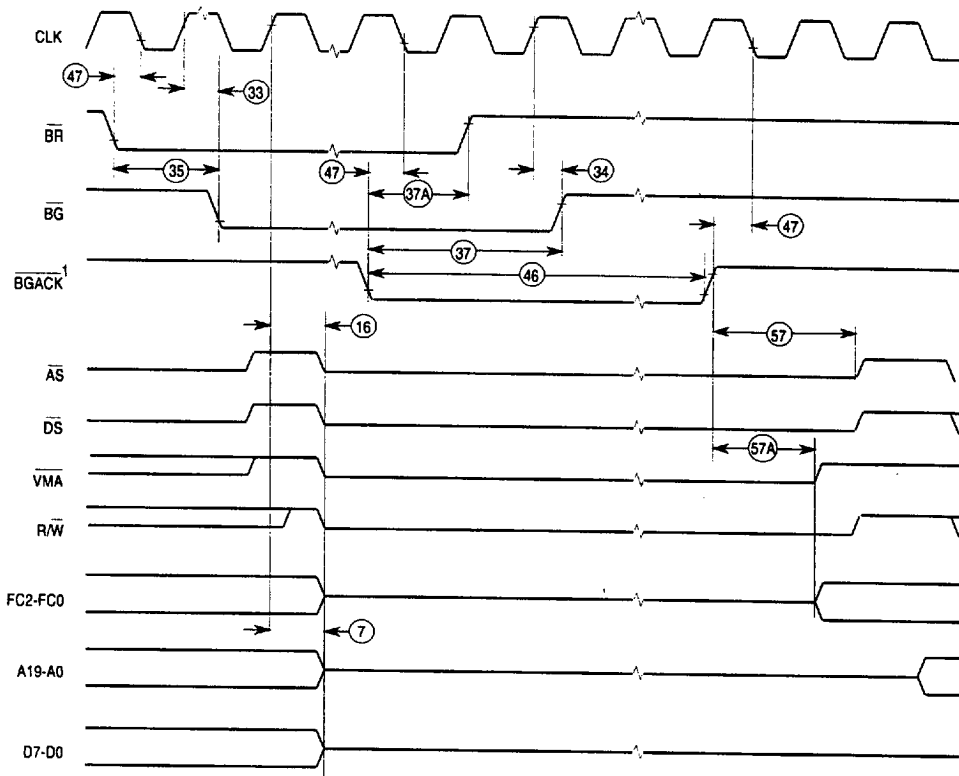 CLK
47
33
BR
35
47
37A
34
BG
37
47
BGACK¹
46
16
57
AS
DS
57A
VMA
R/W
FC2-FC0
7
A19-A0
D7-D0